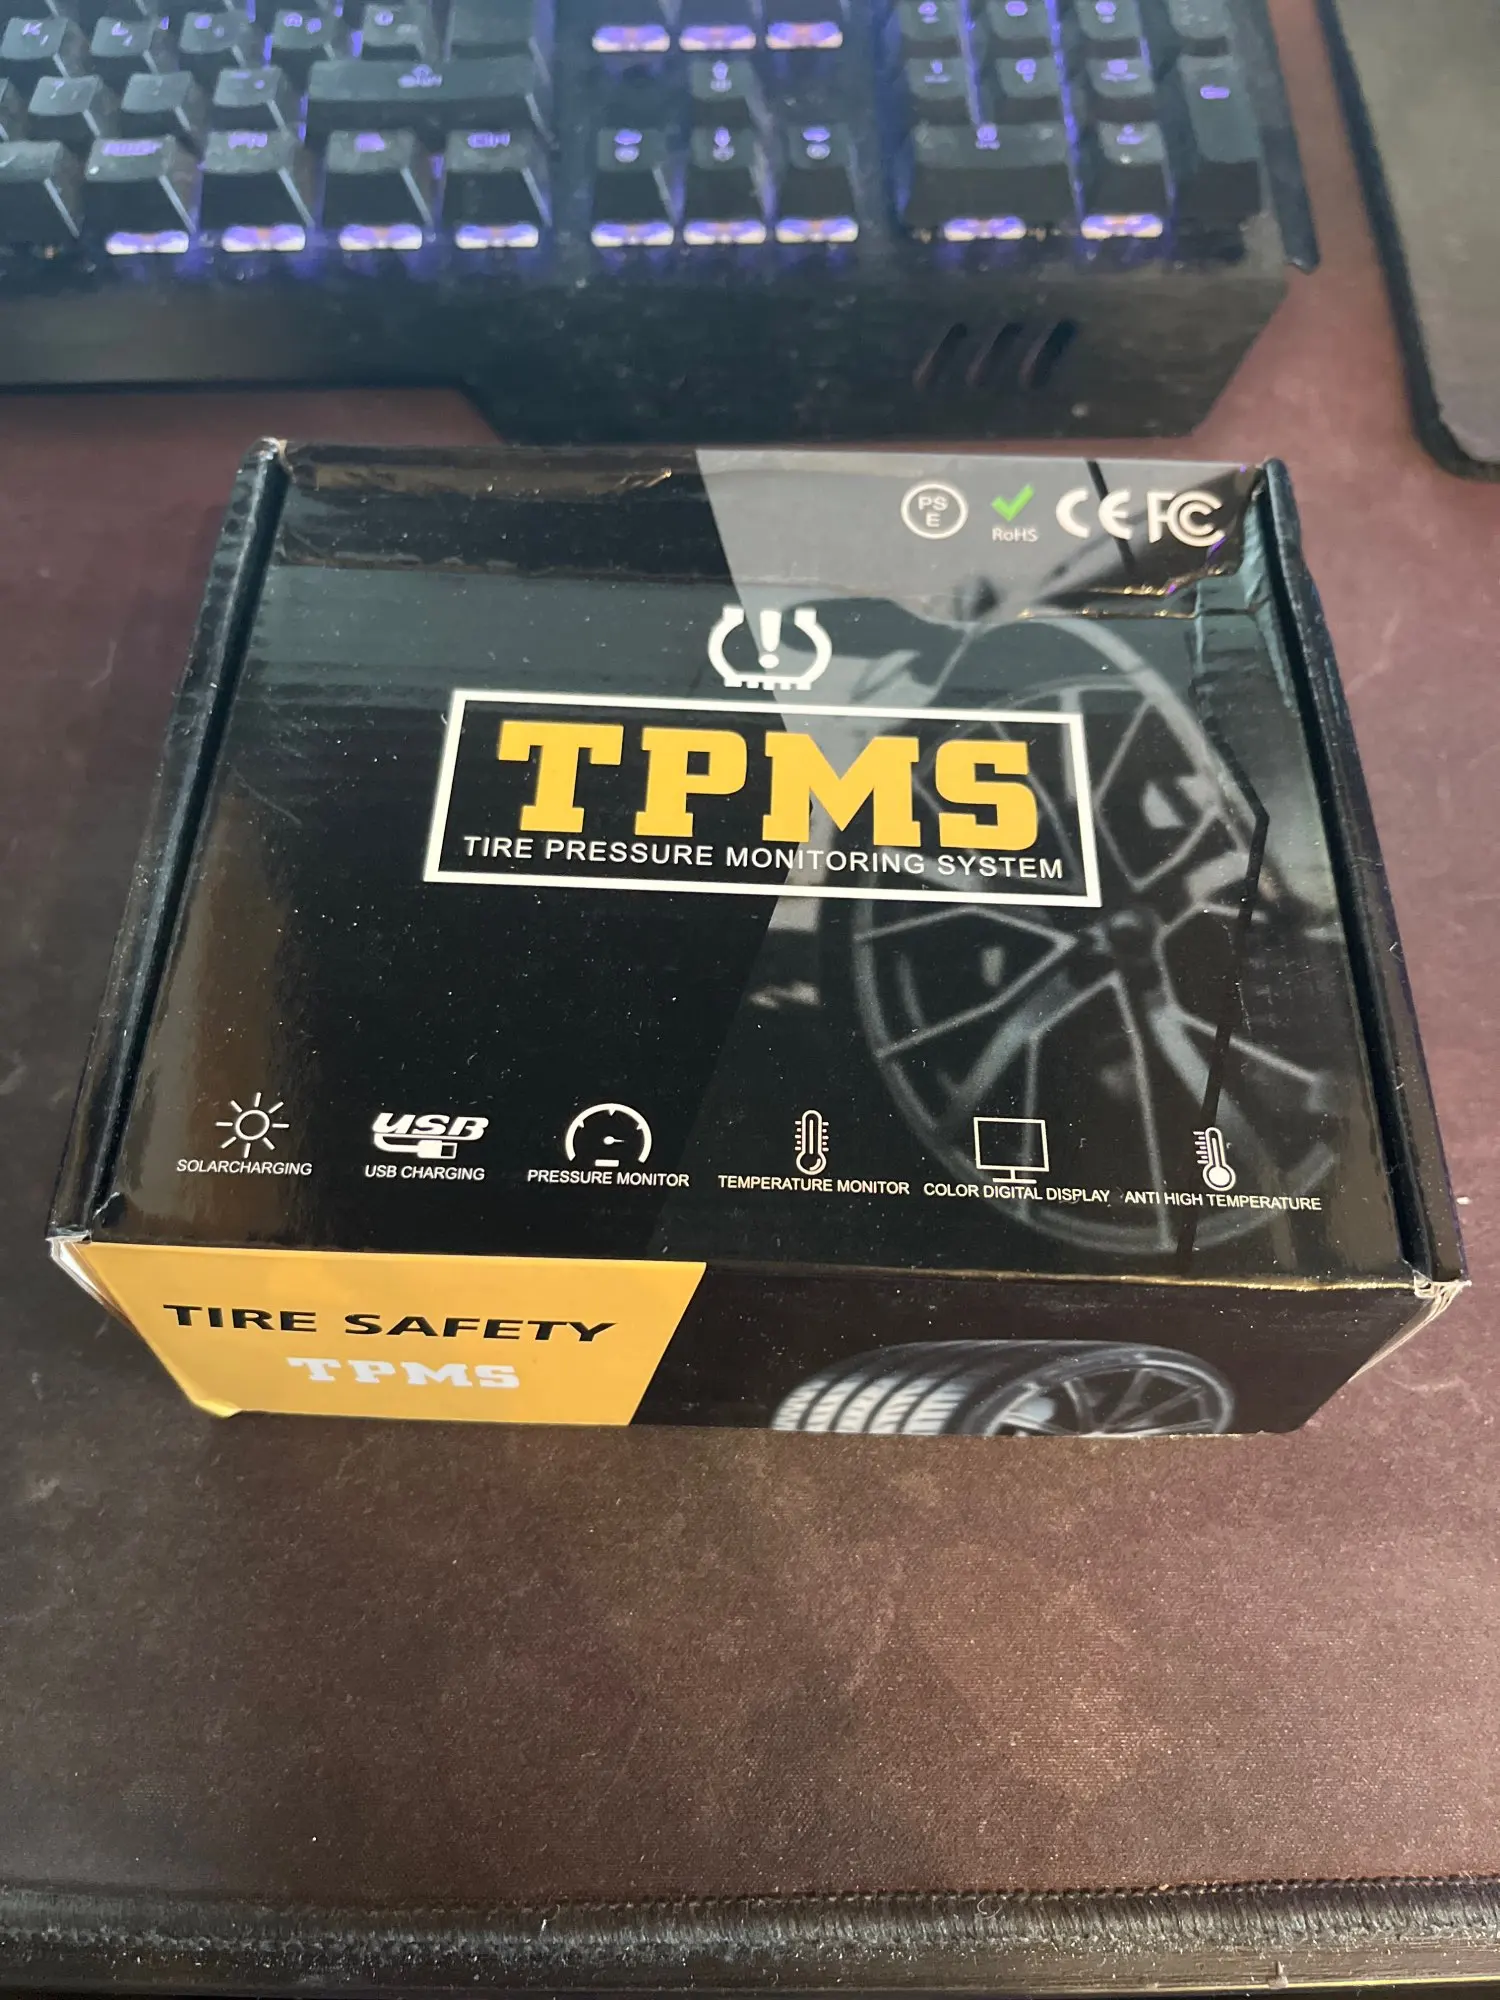 PS
E
RoHS
CE FC
TPMS
TIRE PRESSURE MONITORING SYSTEM
USB
SOLARCHARGING
USB CHARGING
PRESSURE MONITOR
TEMPERATURE MONITOR
COLOR DIGITAL DISPLAY
ANTI HIGH TEMPERATURE
TIRE SAFETY
TPMS